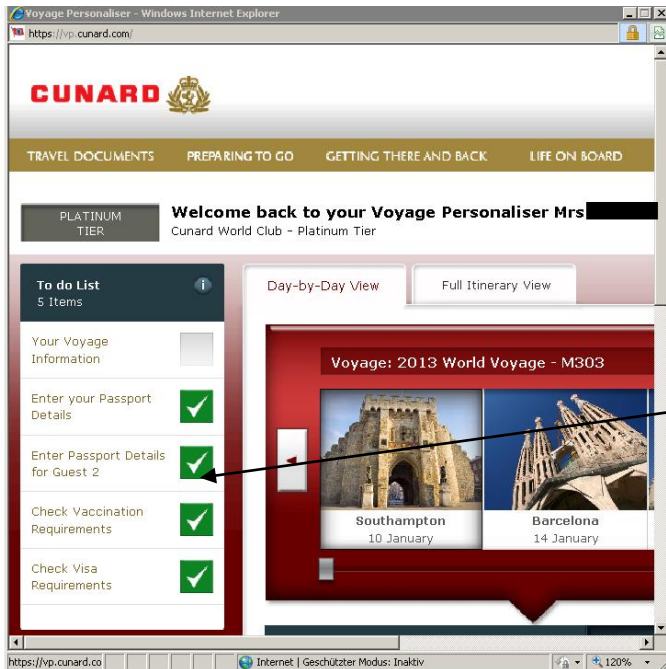 Voyage Personaliser - Windows Internet Explorer
https://vp.cunard.com/
CUNARD
TRAVEL DOCUMENTS PREPARING TO GO GETTING THERE AND BACK LIFE ON BOARD
PLATINUM
TIER
Welcome back to your Voyage Personaliser Mrs
Cunard World Club - Platinum Tier
To do List
5 Items
Day-by-Day View Full Itinerary View
Your Voyage
Information
Enter your Passport
Details
Enter Passport Details
for Guest 2
Check Vaccination
Requirements
Check Visa
Requirements
Voyage: 2013 World Voyage - M303
Southampton
10 January
Barcelona
14 January
https://vp.cunard.co
Internet | Geschützter Modus: Inaktiv
120%